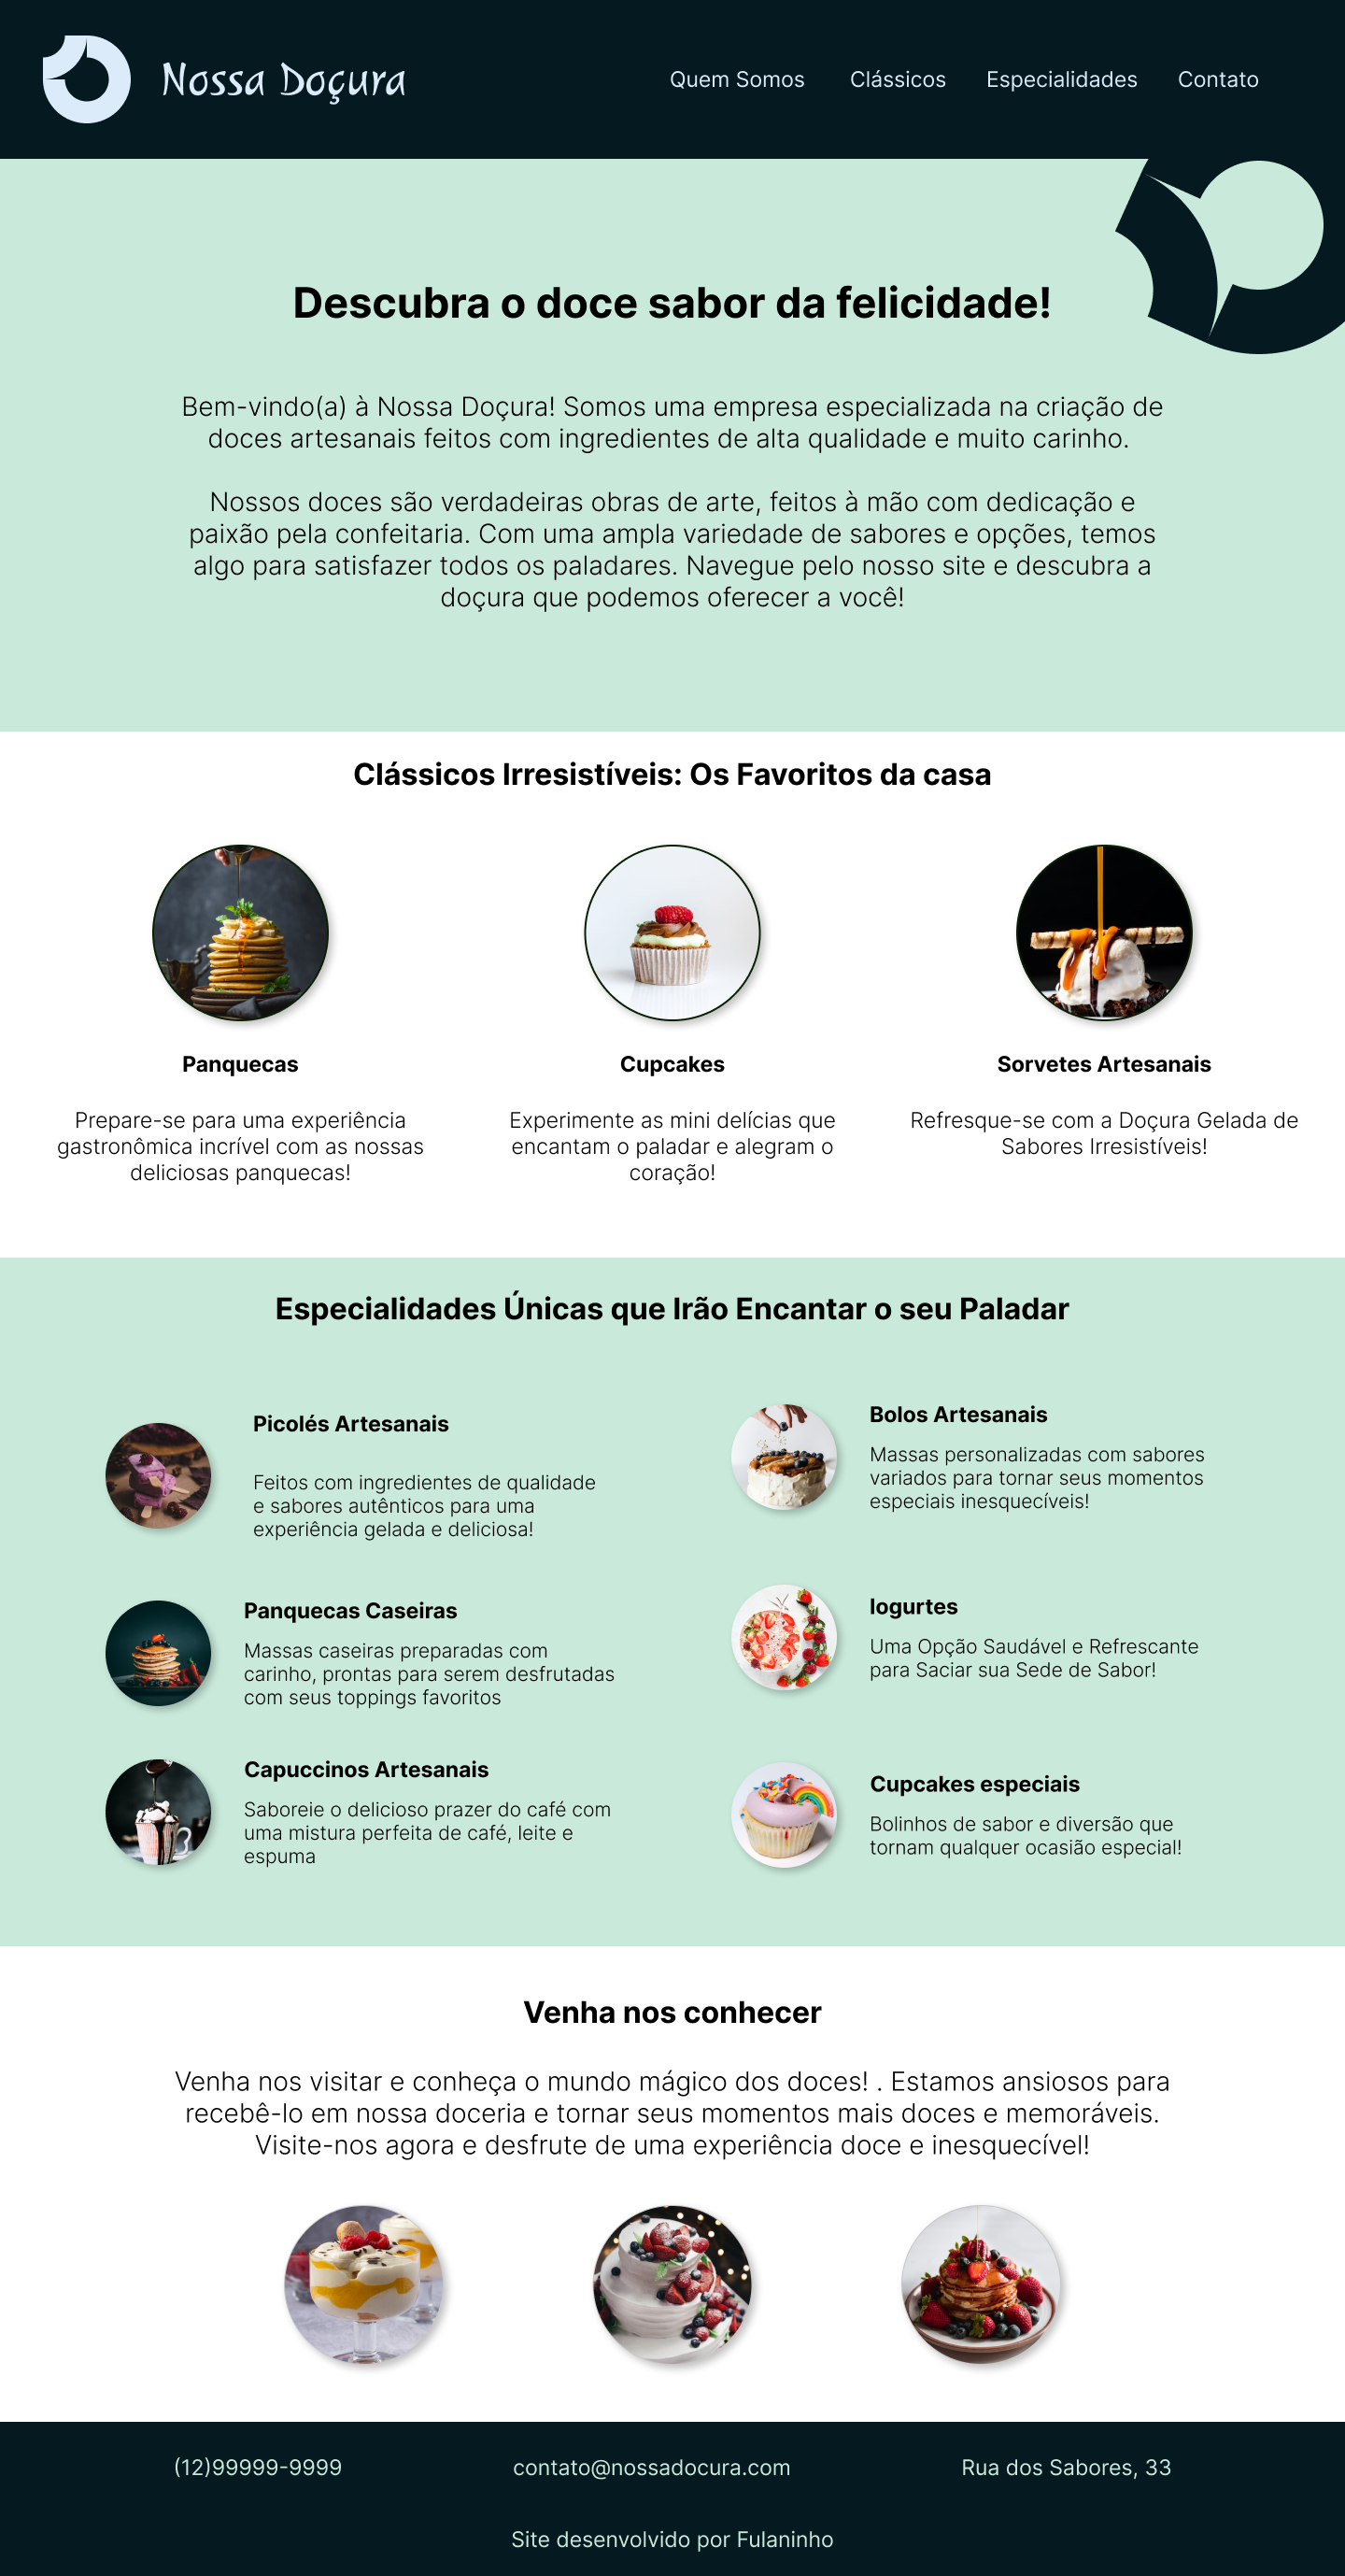 Nossa Doçura
Quem Somos Clássicos Especialidades Contato
Descubra o doce sabor da felicidade!
Bem-vindo(a) à Nossa Doçura! Somos uma empresa especializada na criação de
doces artesanais feitos com ingredientes de alta qualidade e muito carinho.
Nossos doces são verdadeiras obras de arte, feitos à mão com dedicação e
paixão pela confeitaria. Com uma ampla variedade de sabores e opções, temos
algo para satisfazer todos os paladares. Navegue pelo nosso site e descubra a
doçura que podemos oferecer a você!
Clássicos Irresistíveis: Os Favoritos da casa
Panquecas
Prepare-se para uma experiência
gastronômica incrível com as nossas
deliciosas panquecas!
Cupcakes
Experimente as mini delícias que
encantam o paladar e alegram o
coração!
Sorvetes Artesanais
Refresque-se com a Doçura Gelada de
Sabores Irresistíveis!
Especialidades Únicas que Irão Encantar o seu Paladar
Picolés Artesanais
Feitos com ingredientes de qualidade
e sabores autênticos para uma
experiência gelada e deliciosa!
Bolos Artesanais
Massas personalizadas com sabores
variados para tornar seus momentos
especiais inesquecíveis!
Panquecas Caseiras
Massas caseiras preparadas com
carinho, prontas para serem desfrutadas
com seus toppings favoritos
Iogurtes
Uma Opção Saudável e Refrescante
para Saciar sua Sede de Sabor!
Capuccinos Artesanais
Saboreie o delicioso prazer do café com
uma mistura perfeita de café, leite e
espuma
Cupcakes especiais
Bolinhos de sabor e diversão que
tornam qualquer ocasião especial!
Venha nos conhecer
Venha nos visitar e conheça o mundo mágico dos doces! . Estamos ansiosos para
recebê-lo em nossa doceria e tornar seus momentos mais doces e memoráveis.
Visite-nos agora e desfrute de uma experiência doce e inesquecível!
(12)99999-9999
contato@nossadocura.com
Rua dos Sabores, 33
Site desenvolvido por Fulaninho